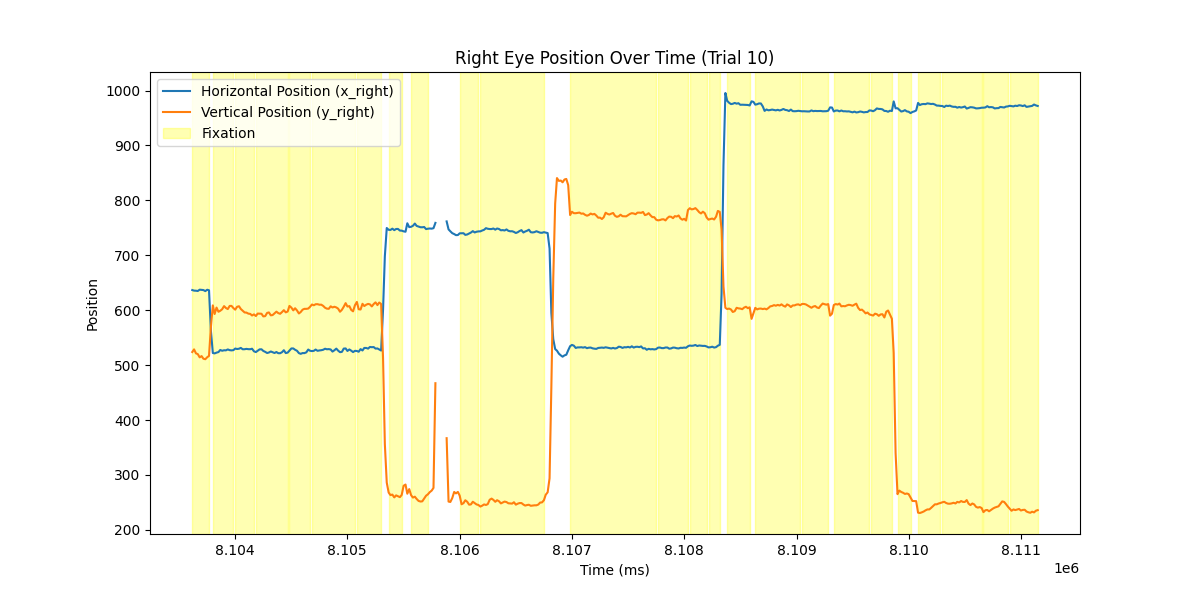 Right Eye Position Over Time (Trial 10)
Horizontal Position (x_right)
Vertical Position (y_right)
Fixation
Position
1000
900
800
700
600
500
400
300
200
8.104 8.105 8.106 8.107 8.108 8.109 8.110 8.111
1e6
Time (ms)